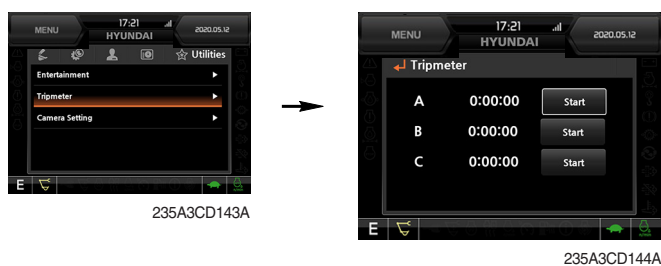 MENU
17:21
HYUNDAI
2020.05.12
Utilities
Entertainment
Tripmeter
Camera Setting
E
235A3CD143A
MENU
17:21
HYUNDAI
2020.05.12
Tripmeter
A 0:00:00 Start
B 0:00:00 Start
C 0:00:00 Start
E
235A3CD144A